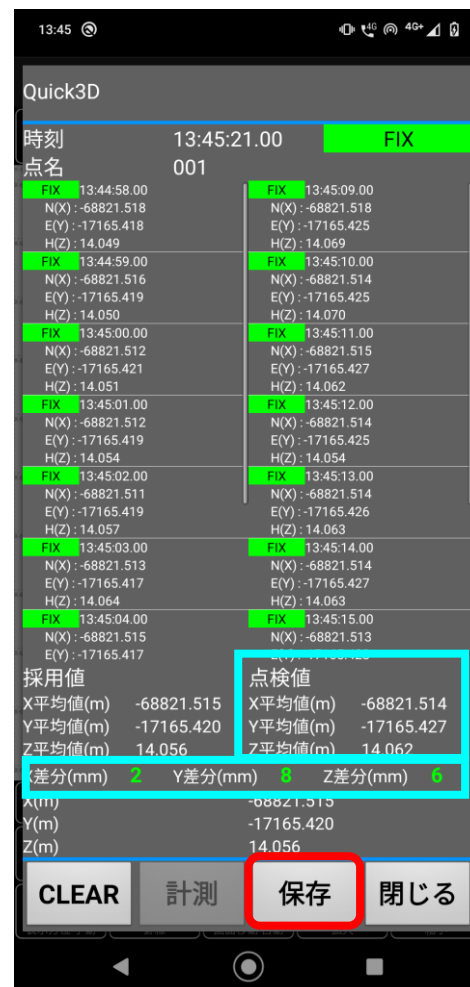 13:45
4G 4G+
Quick3D
時刻 13:45:21.00 FIX
点名 001
FIX 13:44:58.00
N(X) : -68821.518
E(Y) : -17165.418
H(Z) : 14.049
FIX 13:44:59.00
N(X) : -68821.516
E(Y) : -17165.419
H(Z) : 14.050
FIX 13:45:00.00
N(X) : -68821.512
E(Y) : -17165.421
H(Z) : 14.051
FIX 13:45:01.00
N(X) : -68821.512
E(Y) : -17165.419
H(Z) : 14.054
FIX 13:45:02.00
N(X) : -68821.511
E(Y) : -17165.419
H(Z) : 14.057
FIX 13:45:03.00
N(X) : -68821.513
E(Y) : -17165.417
H(Z) : 14.064
FIX 13:45:04.00
N(X) : -68821.515
E(Y) : -17165.417
FIX 13:45:09.00
N(X) : -68821.518
E(Y) : -17165.425
H(Z) : 14.069
FIX 13:45:10.00
N(X) : -68821.514
E(Y) : -17165.425
H(Z) : 14.070
FIX 13:45:11.00
N(X) : -68821.515
E(Y) : -17165.427
H(Z) : 14.062
FIX 13:45:12.00
N(X) : -68821.514
E(Y) : -17165.425
H(Z) : 14.054
FIX 13:45:13.00
N(X) : -68821.514
E(Y) : -17165.426
H(Z) : 14.063
FIX 13:45:14.00
N(X) : -68821.514
E(Y) : -17165.427
H(Z) : 14.063
FIX 13:45:15.00
N(X) : -68821.513
採用値
X平均値(m) -68821.515
Y平均値(m) -17165.420
Z平均値(m) 14.056
点検値
X平均値(m) -68821.514
Y平均値(m) -17165.427
Z平均値(m) 14.062
X差分(mm) 2 Y差分(mm) 8 Z差分(mm) 6
X(m) -68821.515
Y(m) -17165.420
Z(m) 14.056
CLEAR 計測 保存 閉じる